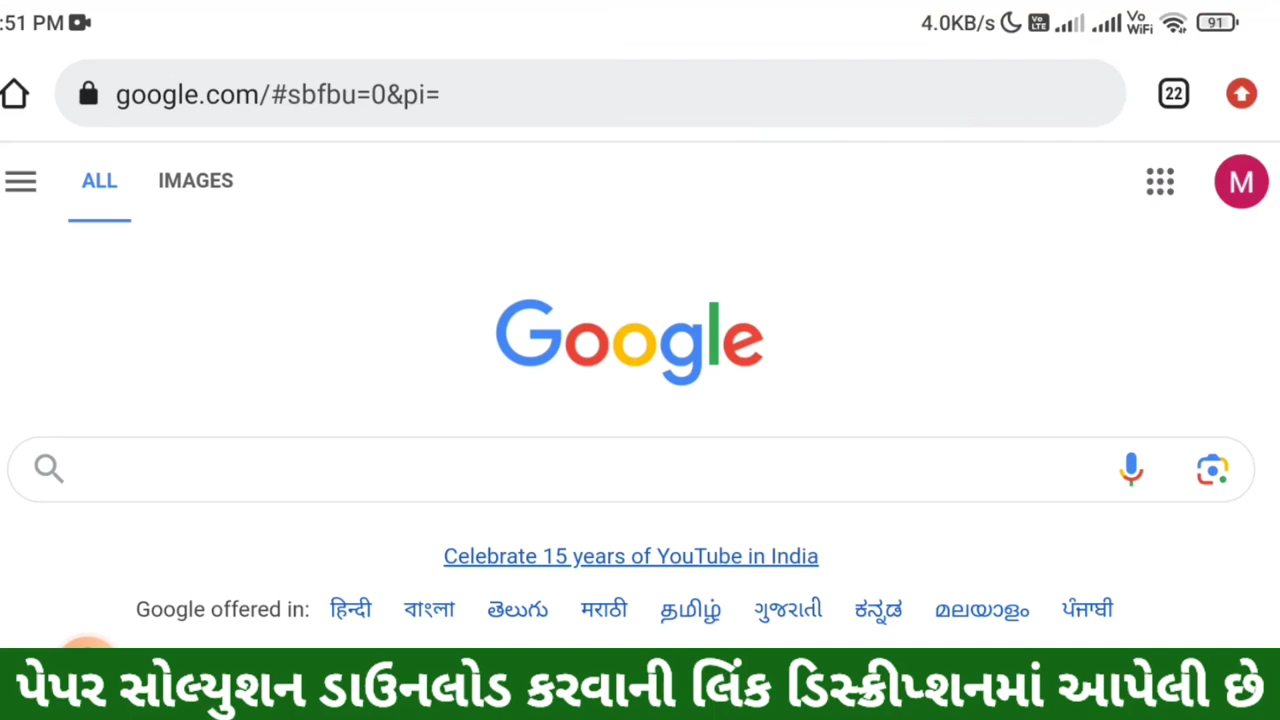 :51 PM 4.0KB/s Vo LTE Vo WiFi 91
google.com/#sbfbu=0&pi= 22
ALL IMAGES M
Google
Celebrate 15 years of YouTube in India
Google offered in: हिन्दी বাংলা తెలుగు मराठी தமிழ் ગુજરાતી ಕನ್ನಡ മലയാളം ਪੰਜਾਬੀ
પેપર સોલ્યુશન ડાઉનલોડ કરવાની લિંક ડિસ્ક્રીપ્શનમાં આપેલી છે